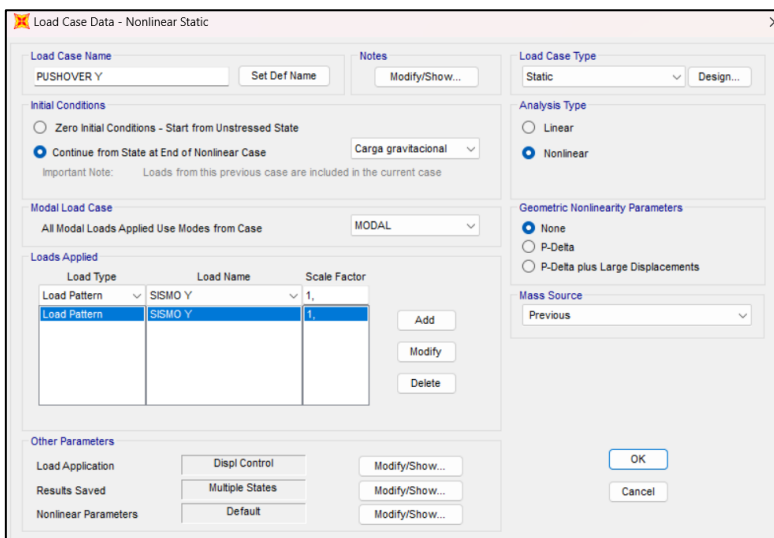 Load Case Data - Nonlinear Static
Load Case Name
PUSHOVER Y
Set Def Name
Notes
Modify/Show...
Load Case Type
Static
Design...
Initial Conditions
Zero Initial Conditions - Start from Unstressed State
Continue from State at End of Nonlinear Case
Carga gravitacional
Important Note: Loads from this previous case are included in the current case
Analysis Type
Linear
Nonlinear
Modal Load Case
All Modal Loads Applied Use Modes from Case
MODAL
Geometric Nonlinearity Parameters
None
P-Delta
P-Delta plus Large Displacements
Loads Applied
Load Type Load Name Scale Factor
Load Pattern SISMO Y 1,
Load Pattern SISMO Y 1,
Add
Modify
Delete
Mass Source
Previous
Other Parameters
Load Application Displ Control Modify/Show...
Results Saved Multiple States Modify/Show...
Nonlinear Parameters Default Modify/Show...
OK
Cancel